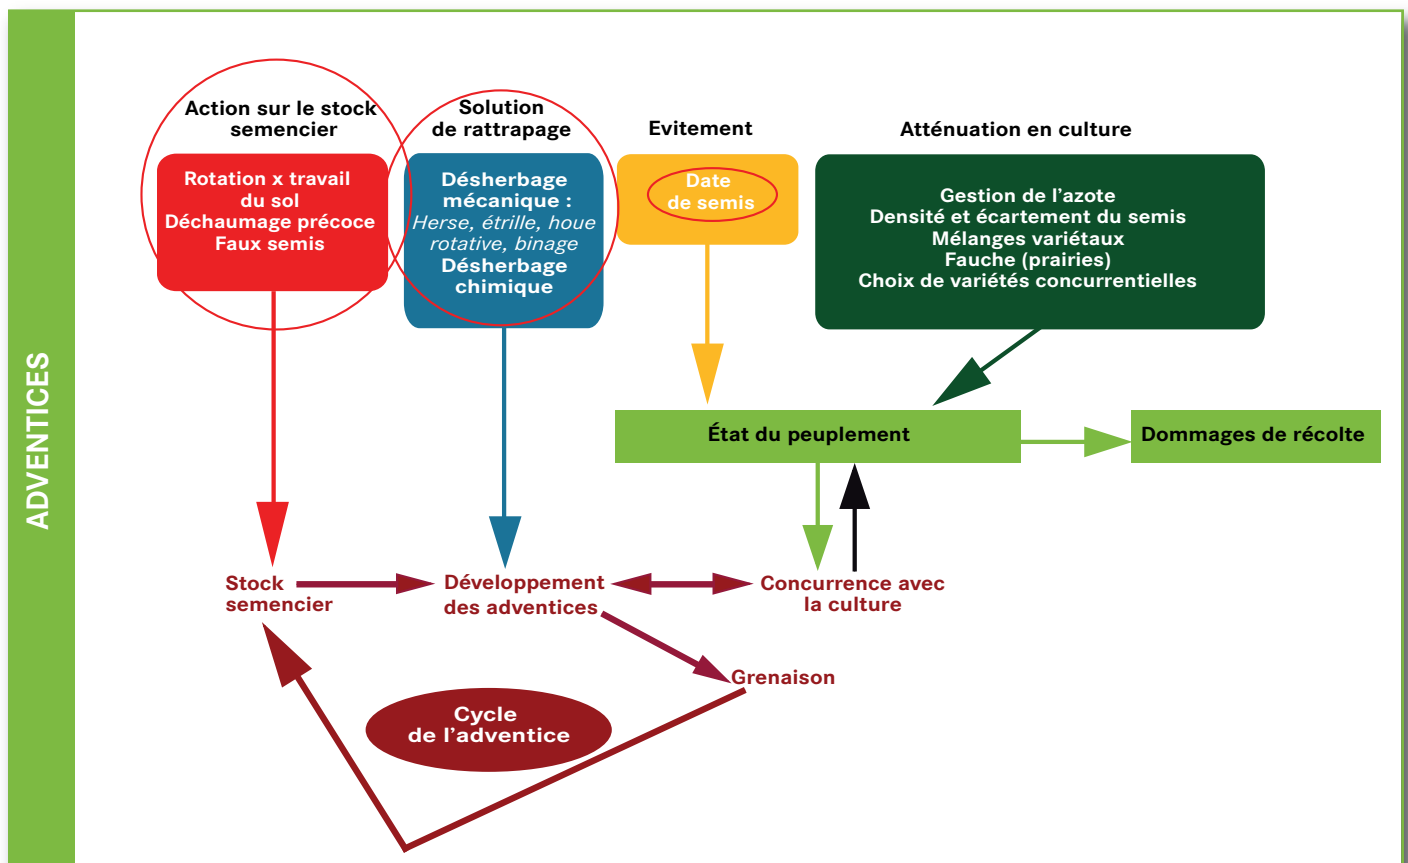 ADVENTICES
Action sur le stock
semencier
Rotation x travail
du sol
Déchaumage précoce
Faux semis
Solution
de rattrapage
Désherbage
mécanique :
Herse, étrille, houe
rotative, binage
Désherbage
chimique
Evitement
Date
de semis
Atténuation en culture
Gestion de l’azote
Densité et écartement du semis
Mélanges variétaux
Fauche (prairies)
Choix de variétés concurrentielles
État du peuplement
Dommages de récolte
Stock
semencier
Développement
des adventices
Concurrence avec
la culture
Grenaison
Cycle
de l’adventice